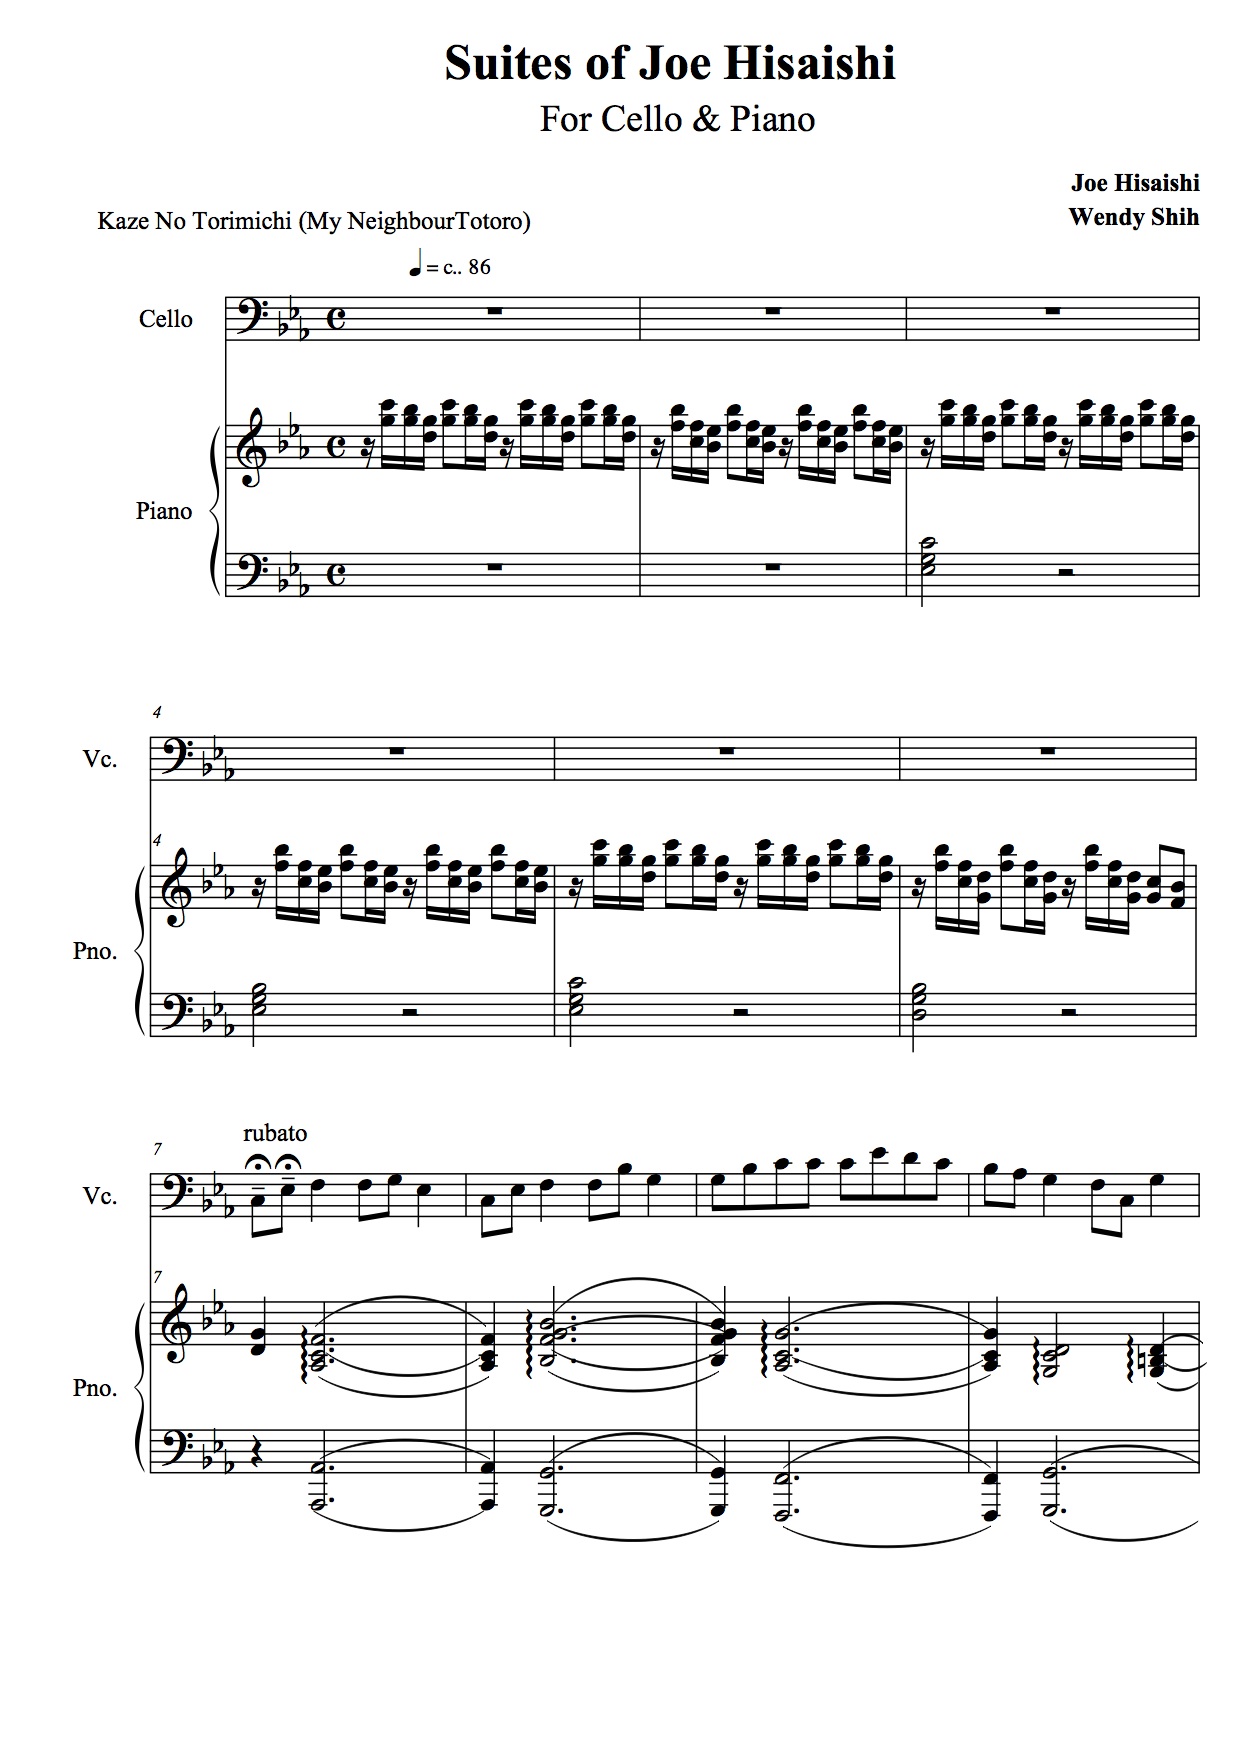 Suites of Joe Hisaishi
For Cello & Piano
Joe Hisaishi
Wendy Shih
Kaze No Torimichi (My NeighbourTotoro)
= c.. 86
Cello
Piano
4
Vc.
4
Pno.
rubato
7
Vc.
7
Pno.